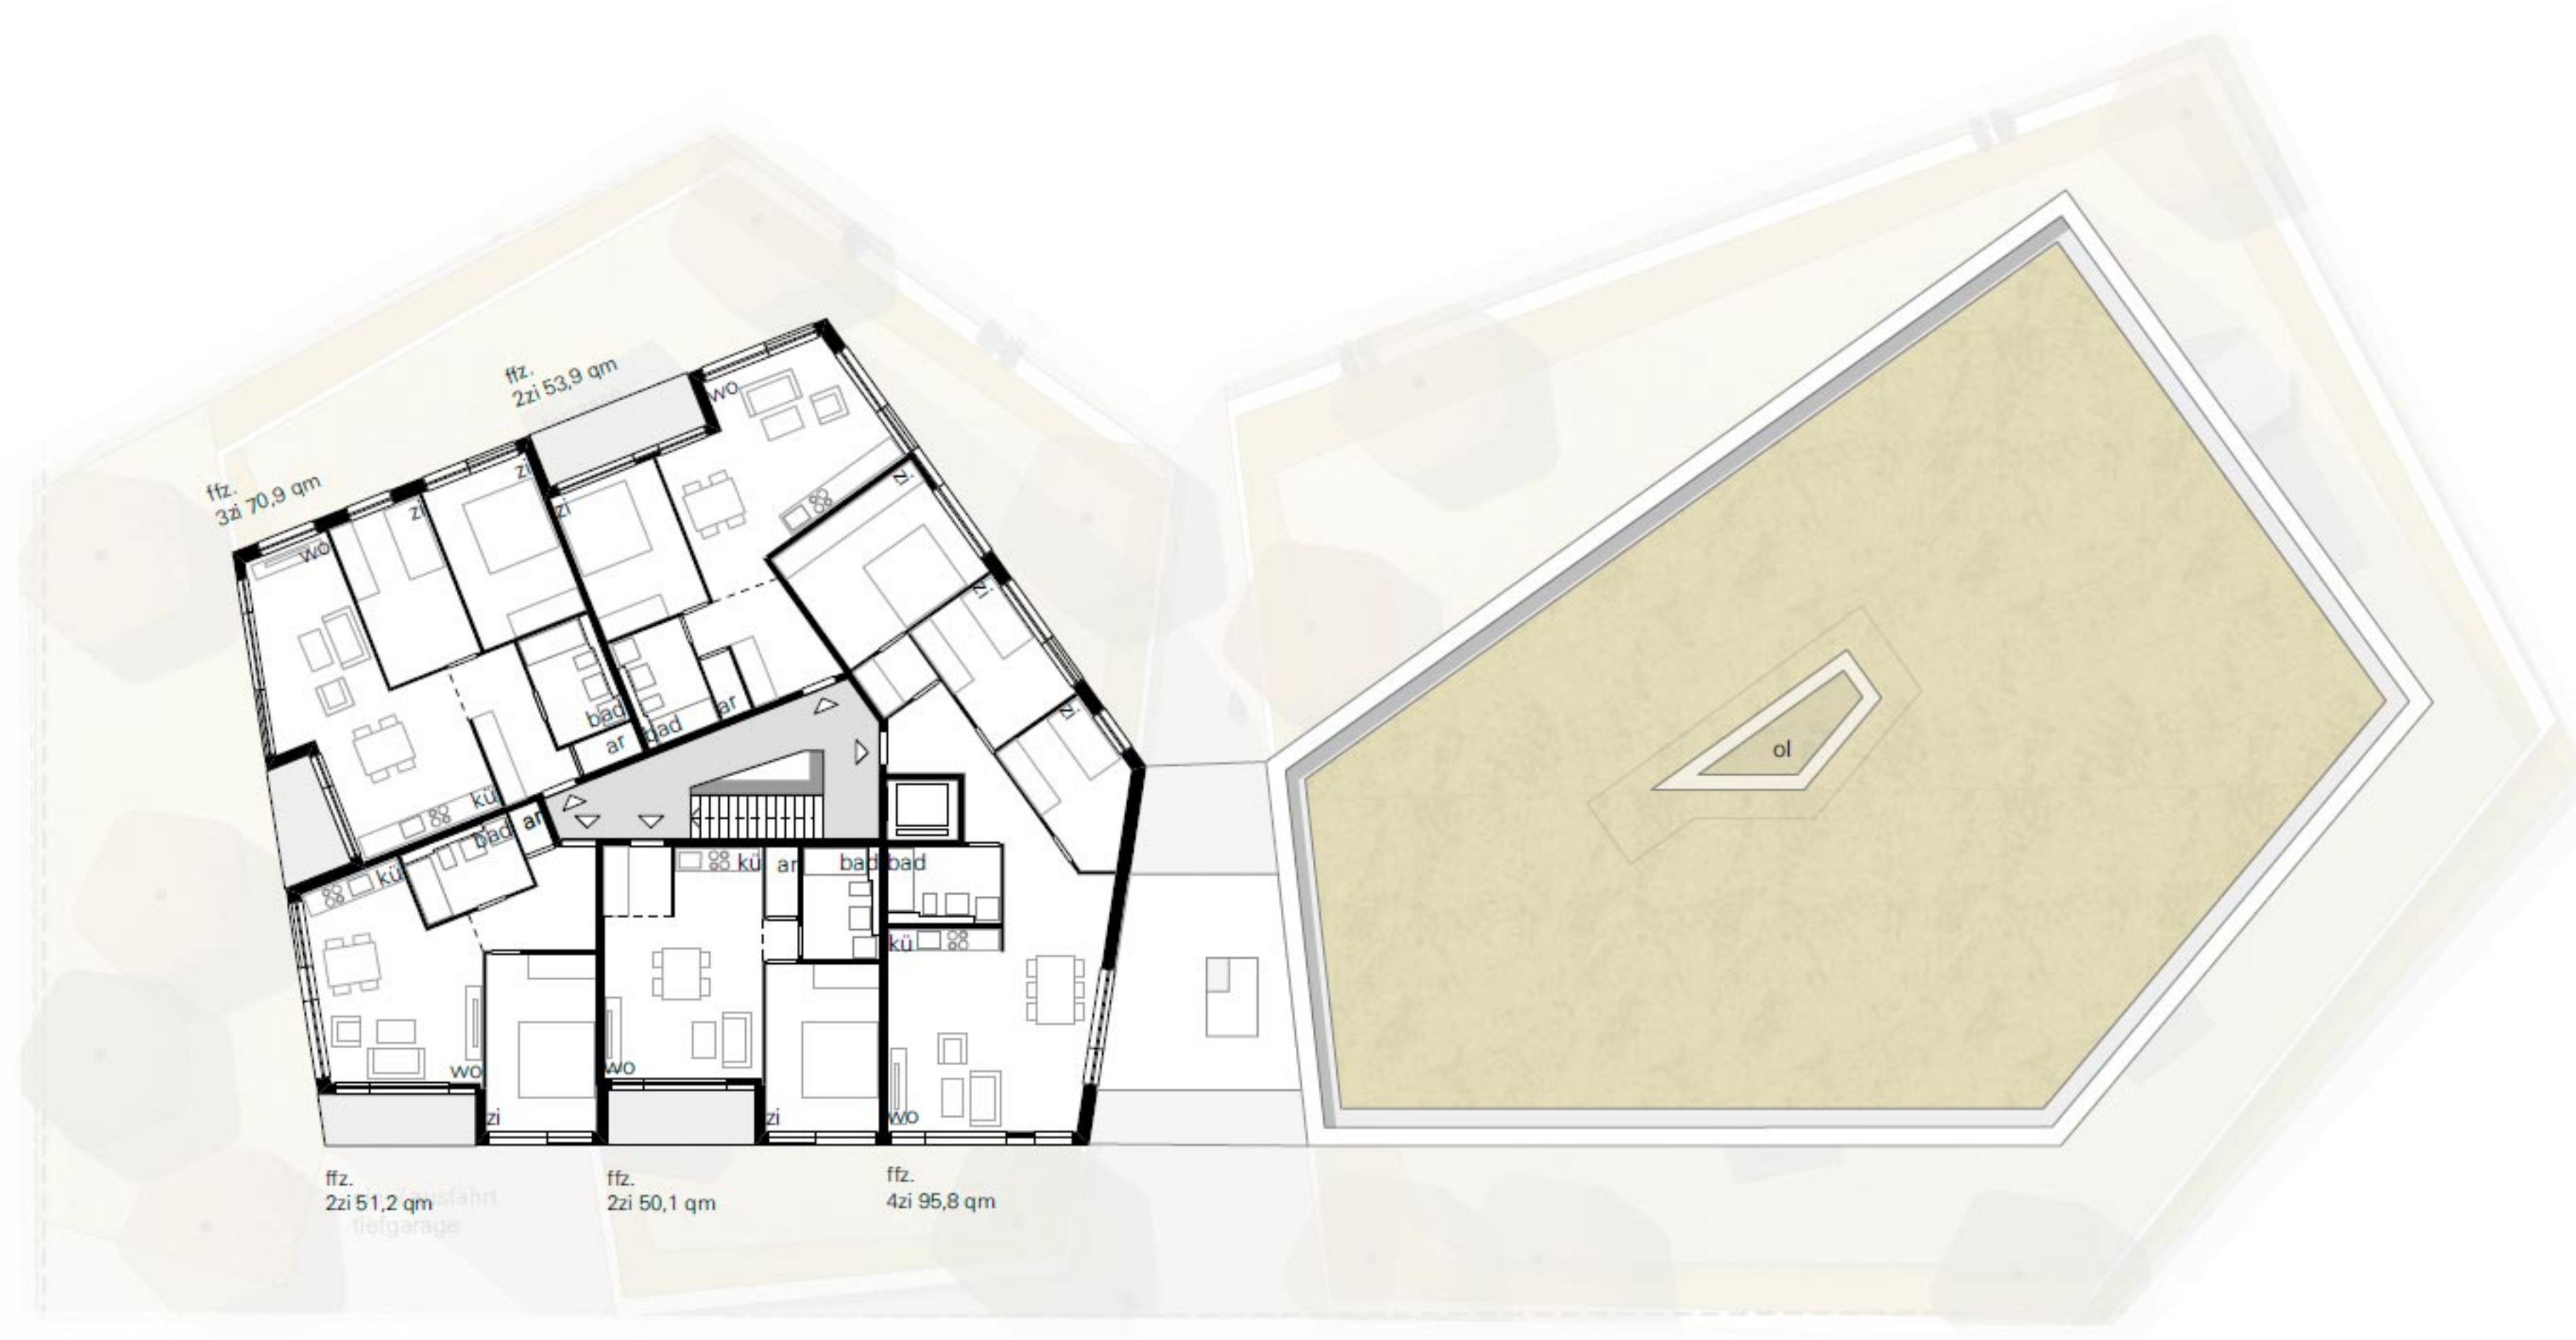 ffz.
2zi 53,9 qm
ffz.
3zi 70,9 qm
wo
zi
zi
zi
wo
zi
zi
zi
wo
bad
ar
bad
ar
kü
bad
ar
kü
kü
ar
bad
bad
kü
wo
zi
wo
zi
wo
ol
ffz.
2zi 51,2 qm
ffz.
2zi 50,1 qm
ffz.
4zi 95,8 qm
ausfahrt
tiefgarage